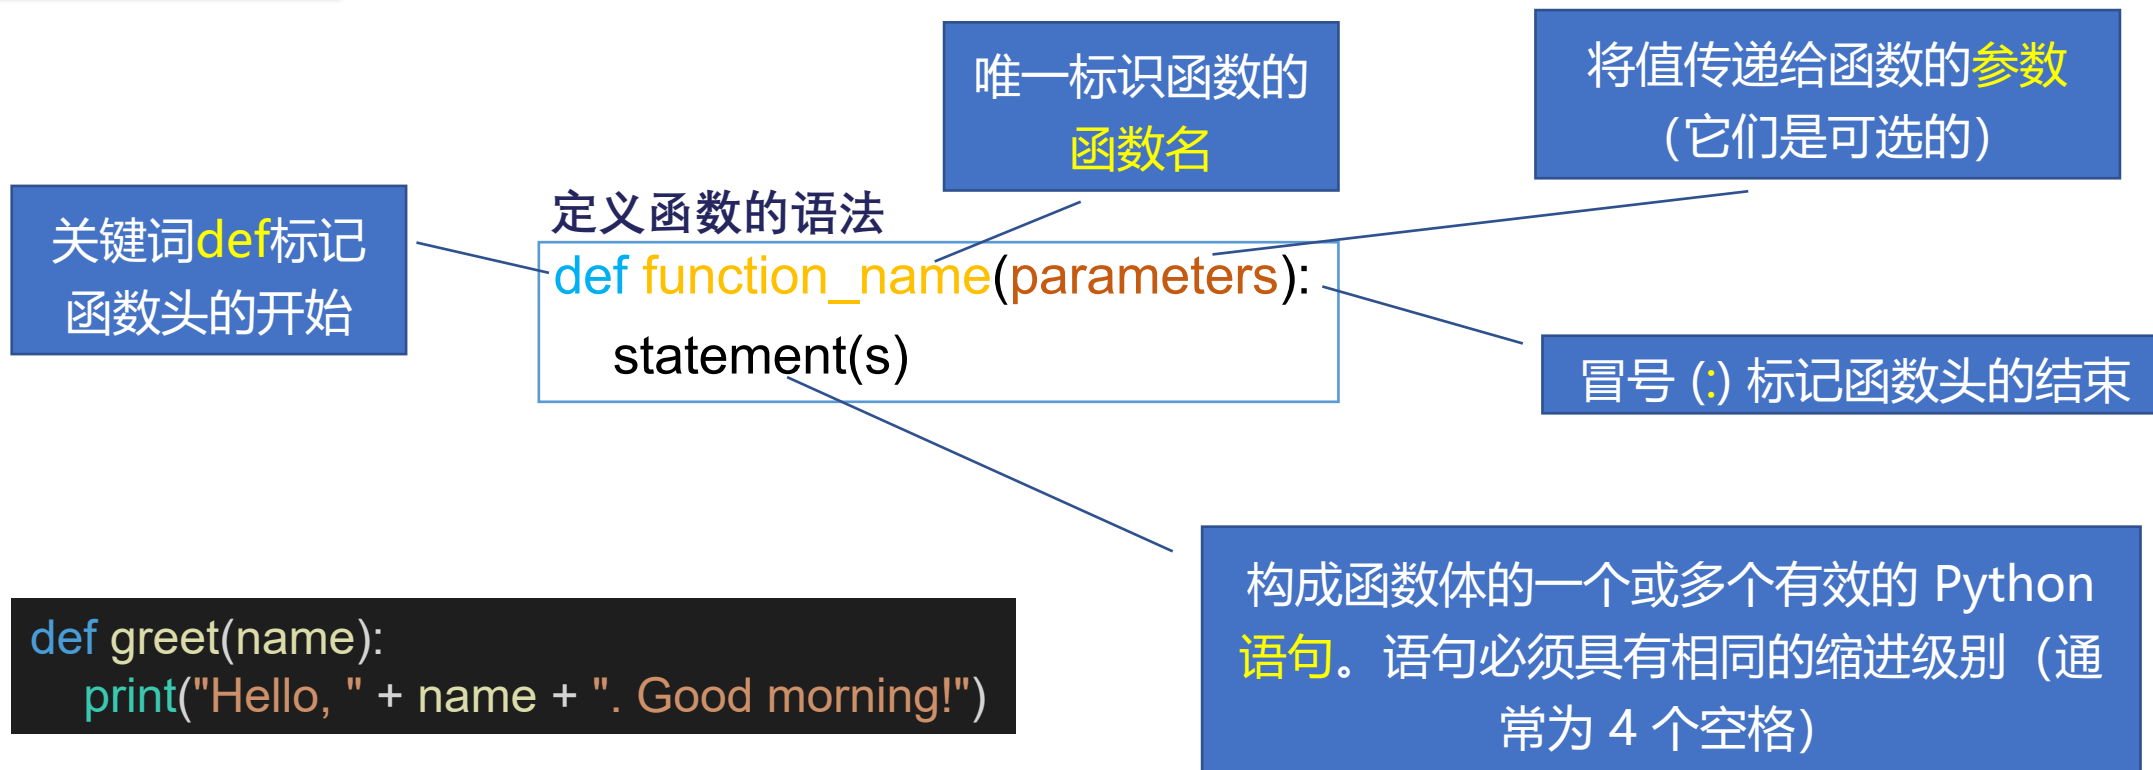 唯一标识函数的
函数名
将值传递给函数的参数
（它们是可选的）
关键词def标记
函数头的开始
定义函数的语法
def function_name(parameters):
statement(s)
冒号 (:) 标记函数头的结束
构成函数体的一个或多个有效的 Python
语句。语句必须具有相同的缩进级别（通
常为 4 个空格）
def greet(name):
print("Hello, " + name + ". Good morning!")